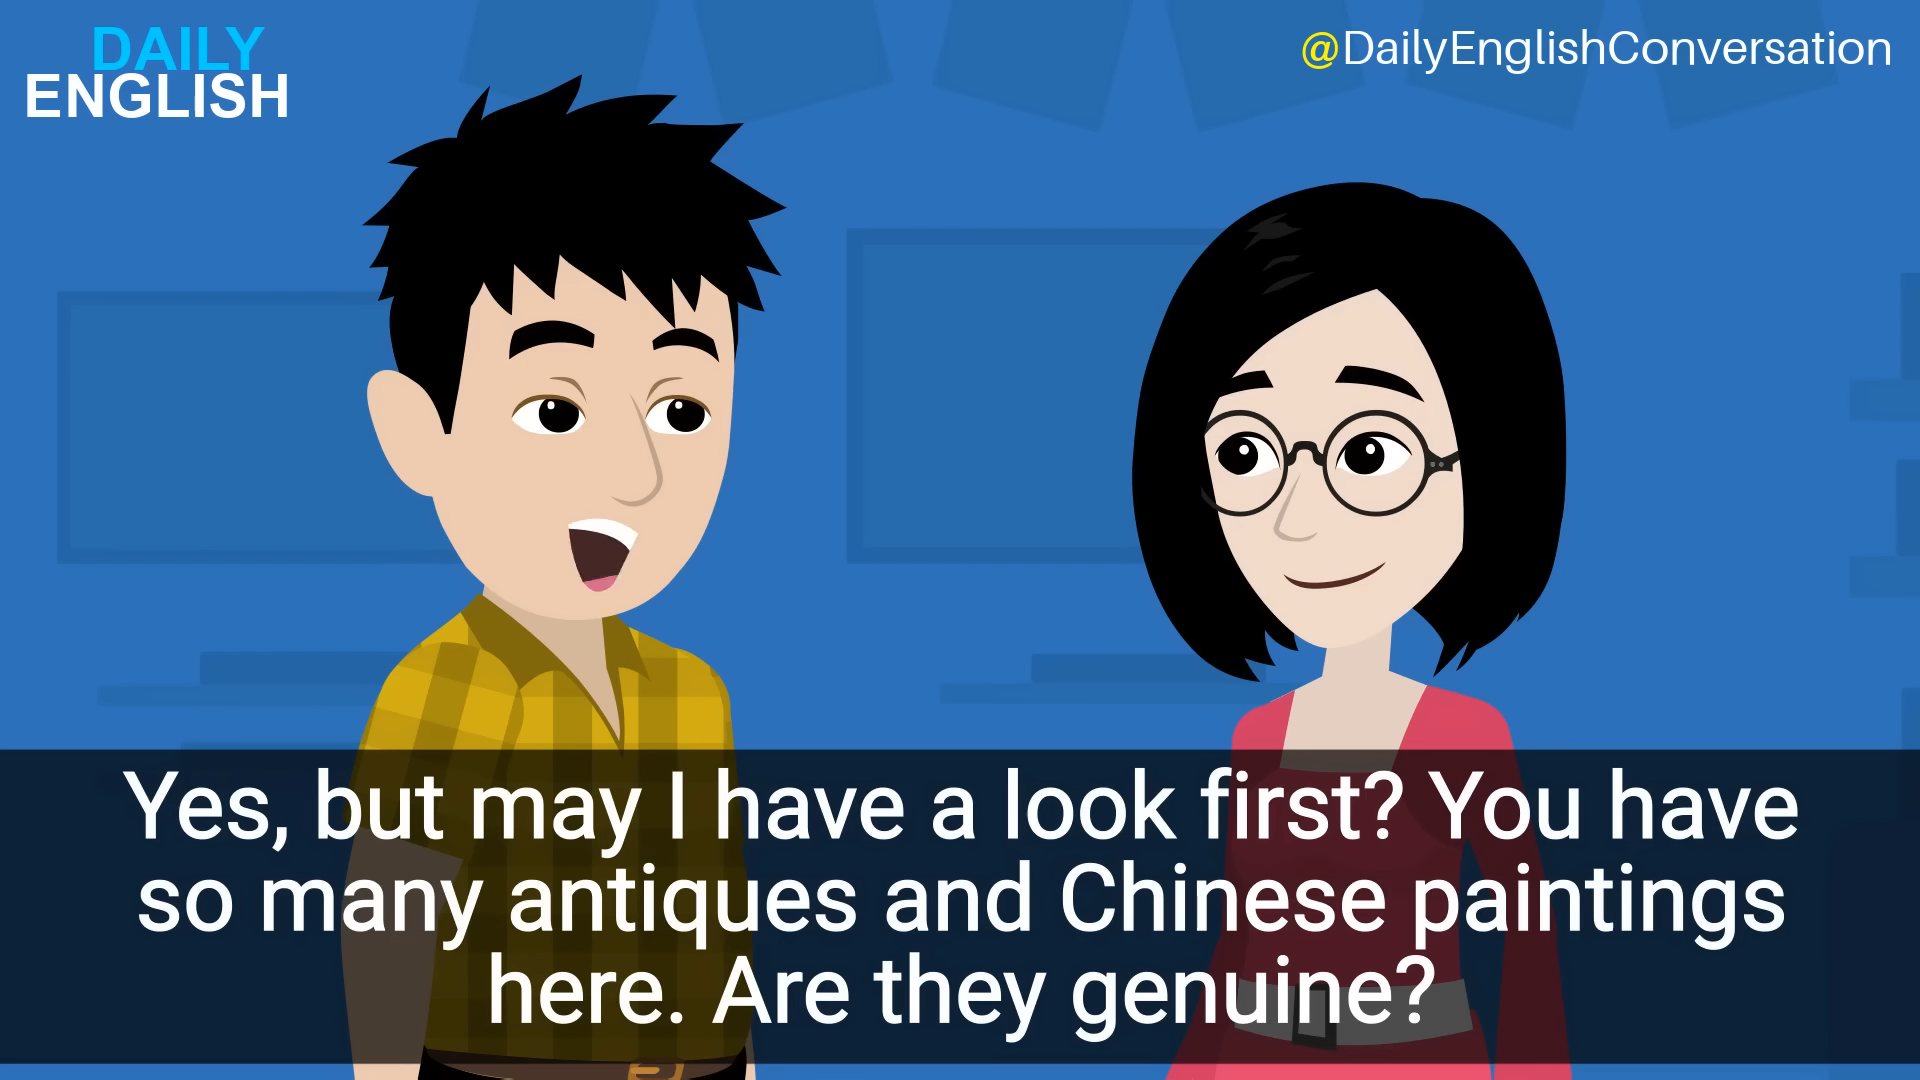 DAILY
ENGLISH
@DailyEnglishConversation
Yes, but may I have a look first? You have
so many antiques and Chinese paintings
here. Are they genuine?